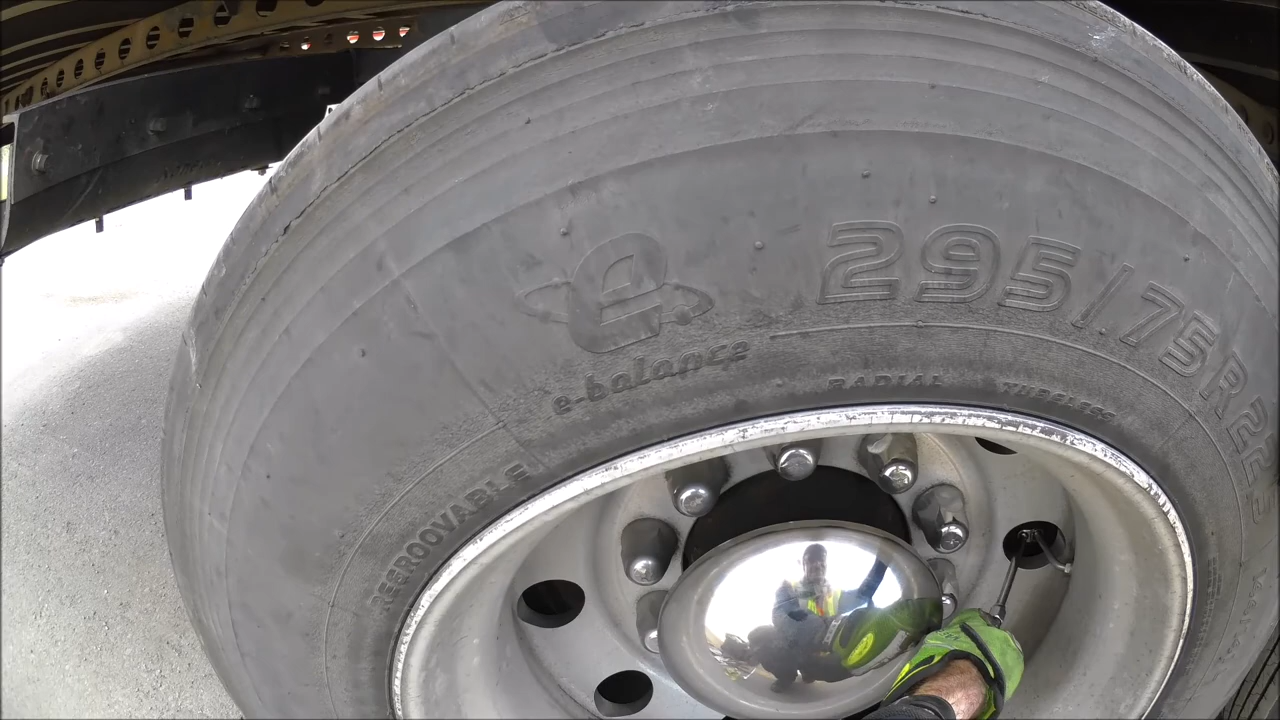 295/75R22.5
e
e-balance
RADIAL TUBELESS
REGROOVABLE